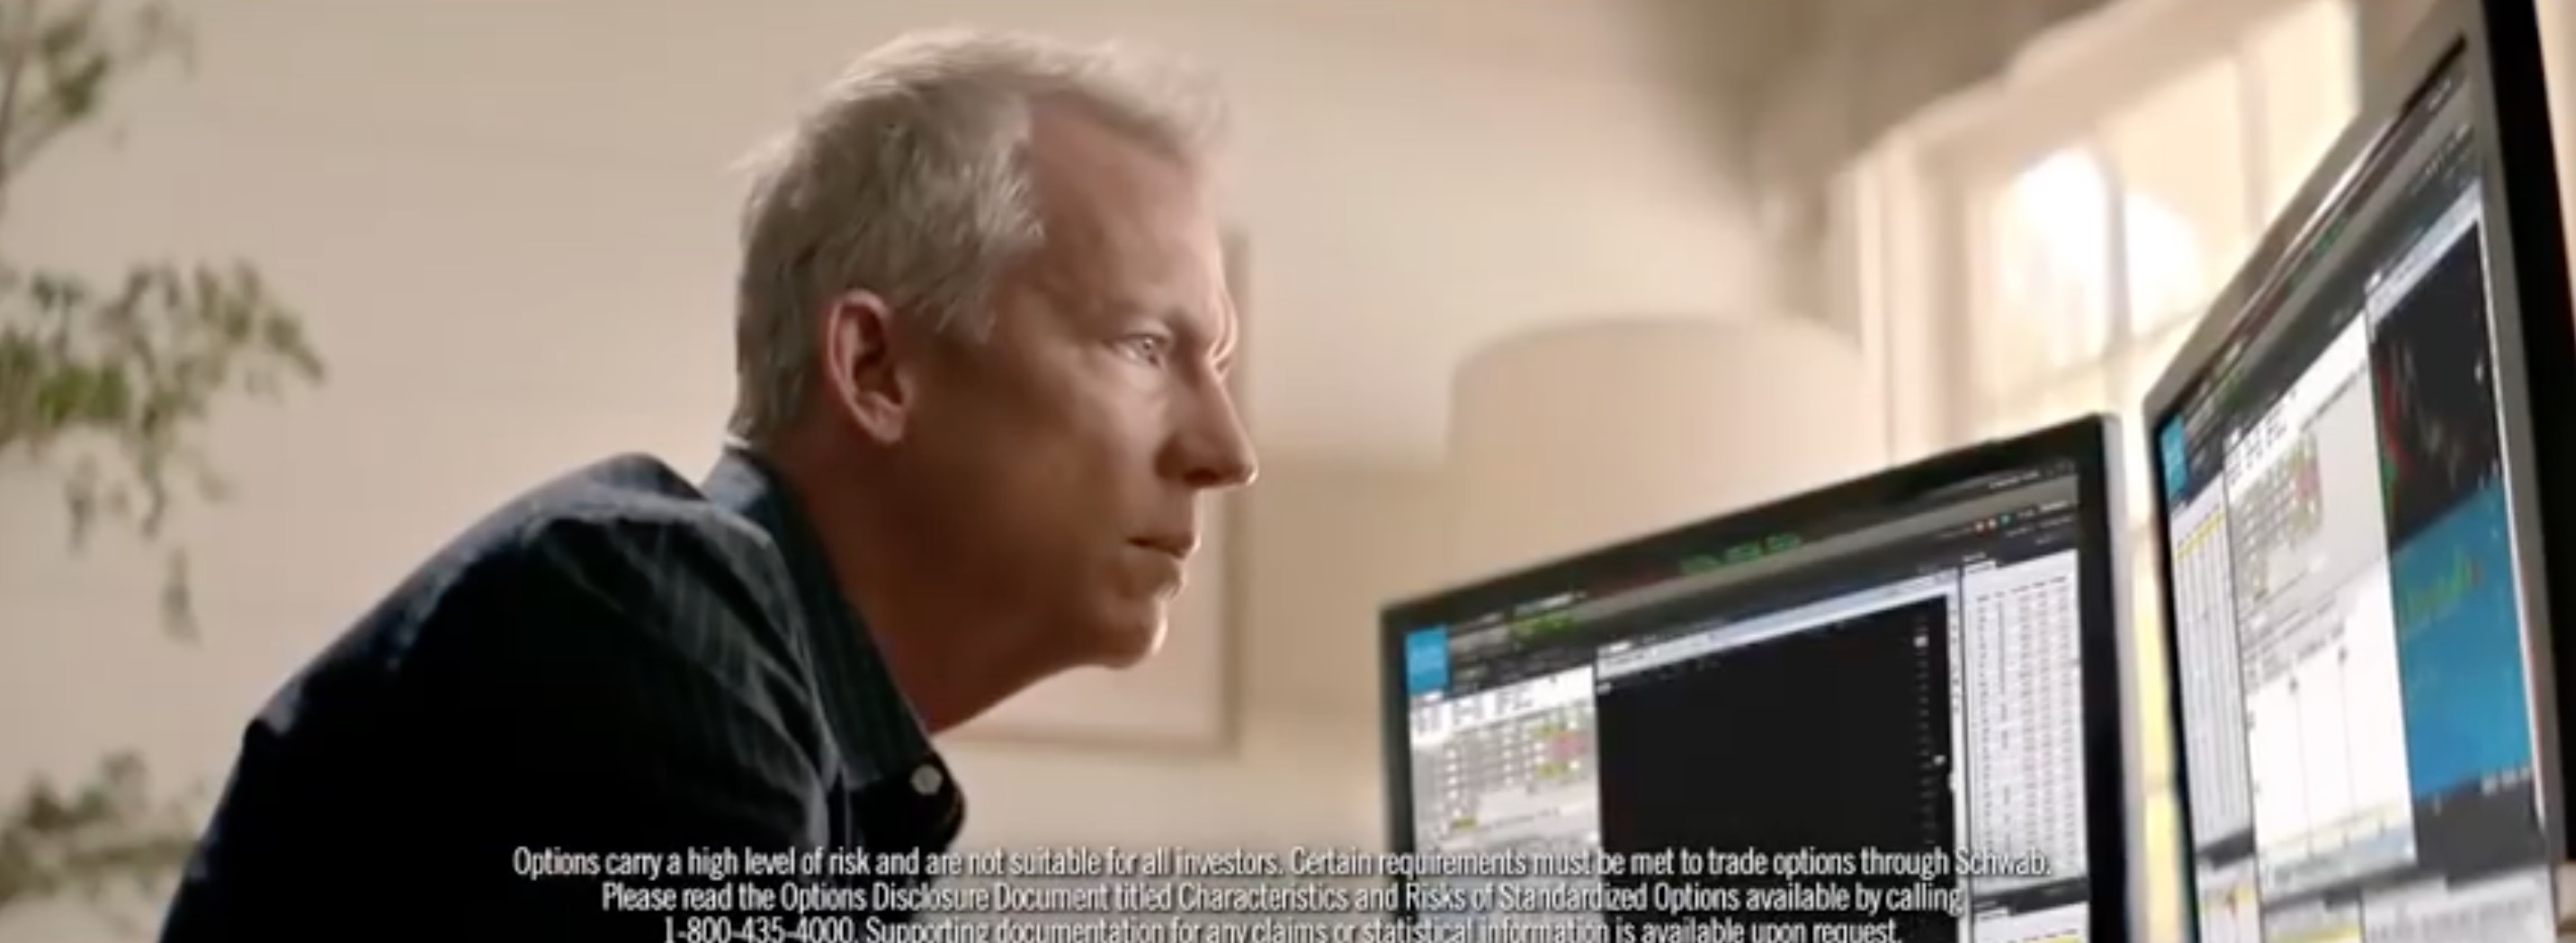 Options carry a high level of risk and are not suitable for all investors. Certain requirements must be met to trade options through Schwab.
Please read the Options Disclosure Document titled Characteristics and Risks of Standardized Options available by calling
1-800-435-4000. Supporting documentation for any claims or statistical information is available upon request.